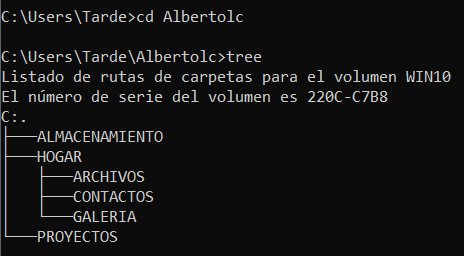 C:\Users\Tarde>cd Albertolc
C:\Users\Tarde\Albertolc>tree
Listado de rutas de carpetas para el volumen WIN10
El número de serie del volumen es 220C-C7B8
C:.
├───ALMACENAMIENTO
├───HOGAR
│   ├───ARCHIVOS
│   ├───CONTACTOS
│   └───GALERIA
└───PROYECTOS